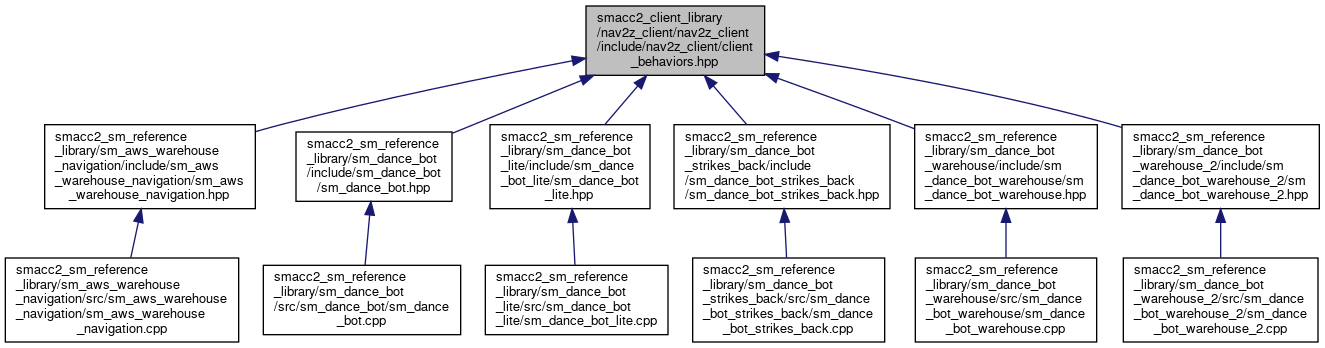 smacc2_client_library
/nav2z_client/nav2z_client
/include/nav2z_client/client
_behaviors.hpp
smacc2_sm_reference
_library/sm_aws_warehouse
_navigation/include/sm_aws
_warehouse_navigation/sm_aws
_warehouse_navigation.hpp
smacc2_sm_reference
_library/sm_dance_bot
/include/sm_dance_bot
/sm_dance_bot.hpp
smacc2_sm_reference
_library/sm_dance_bot
_lite/include/sm_dance
_bot_lite/sm_dance_bot
_lite.hpp
smacc2_sm_reference
_library/sm_dance_bot
_strikes_back/include
/sm_dance_bot_strikes_back
/sm_dance_bot_strikes_back.hpp
smacc2_sm_reference
_library/sm_dance_bot
_warehouse/include/sm
_dance_bot_warehouse/sm
_dance_bot_warehouse.hpp
smacc2_sm_reference
_library/sm_dance_bot
_warehouse_2/include/sm
_dance_bot_warehouse_2/sm
_dance_bot_warehouse_2.hpp
smacc2_sm_reference
_library/sm_aws_warehouse
_navigation/src/sm_aws_warehouse
_navigation/sm_aws_warehouse
_navigation.cpp
smacc2_sm_reference
_library/sm_dance_bot
/src/sm_dance_bot/sm_dance
_bot.cpp
smacc2_sm_reference
_library/sm_dance_bot
_lite/src/sm_dance_bot
_lite/sm_dance_bot_lite.cpp
smacc2_sm_reference
_library/sm_dance_bot
_strikes_back/src/sm_dance
_bot_strikes_back/sm_dance
_bot_strikes_back.cpp
smacc2_sm_reference
_library/sm_dance_bot
_warehouse/src/sm_dance
_bot_warehouse/sm_dance
_bot_warehouse.cpp
smacc2_sm_reference
_library/sm_dance_bot
_warehouse_2/src/sm_dance
_bot_warehouse_2/sm_dance
_bot_warehouse_2.cpp